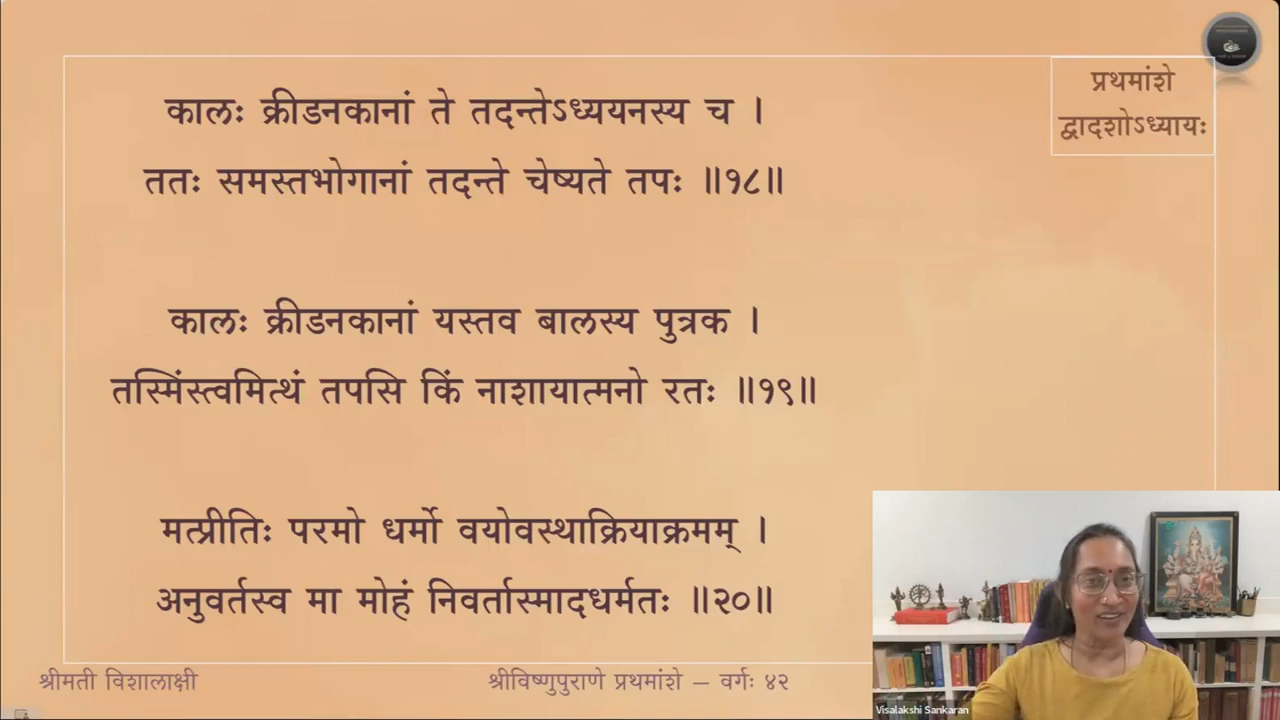 प्रथमांशे
द्वादशोऽध्यायः
कालः क्रीडनकानां ते तदन्तेऽध्ययनस्य च ।
ततः समस्तभोगानां तदन्ते चेष्यते तपः ॥१८॥
कालः क्रीडनकानां यस्तव बालस्य पुत्रक ।
तस्मिंस्त्वमित्थं तपसि किं नाशायात्मनो रतः ॥१९॥
मत्प्रीतिः परमो धर्मो वयोवस्थाक्रियाक्रमम् ।
अनुवर्तस्व मा मोहं निवर्तास्मादधर्मतः ॥२०॥
श्रीमती विशालाक्षी
श्रीविष्णुपुराणे प्रथमांशे – वर्गः ४२
Visalakshi Sankaran